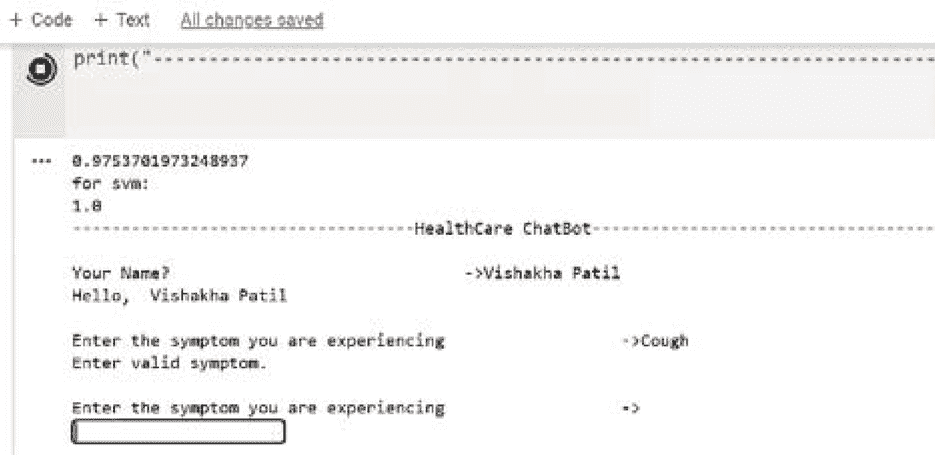 + Code + Text All changes saved
print("-----------------------------------------------------------------------------
... 0.9753701973248937
for svm:
1.0
----------------------------------HealthCare ChatBot----------------------------------
Your Name? ->Vishakha Patil
Hello, Vishakha Patil
Enter the symptom you are experiencing ->Cough
Enter valid symptom.
Enter the symptom you are experiencing ->